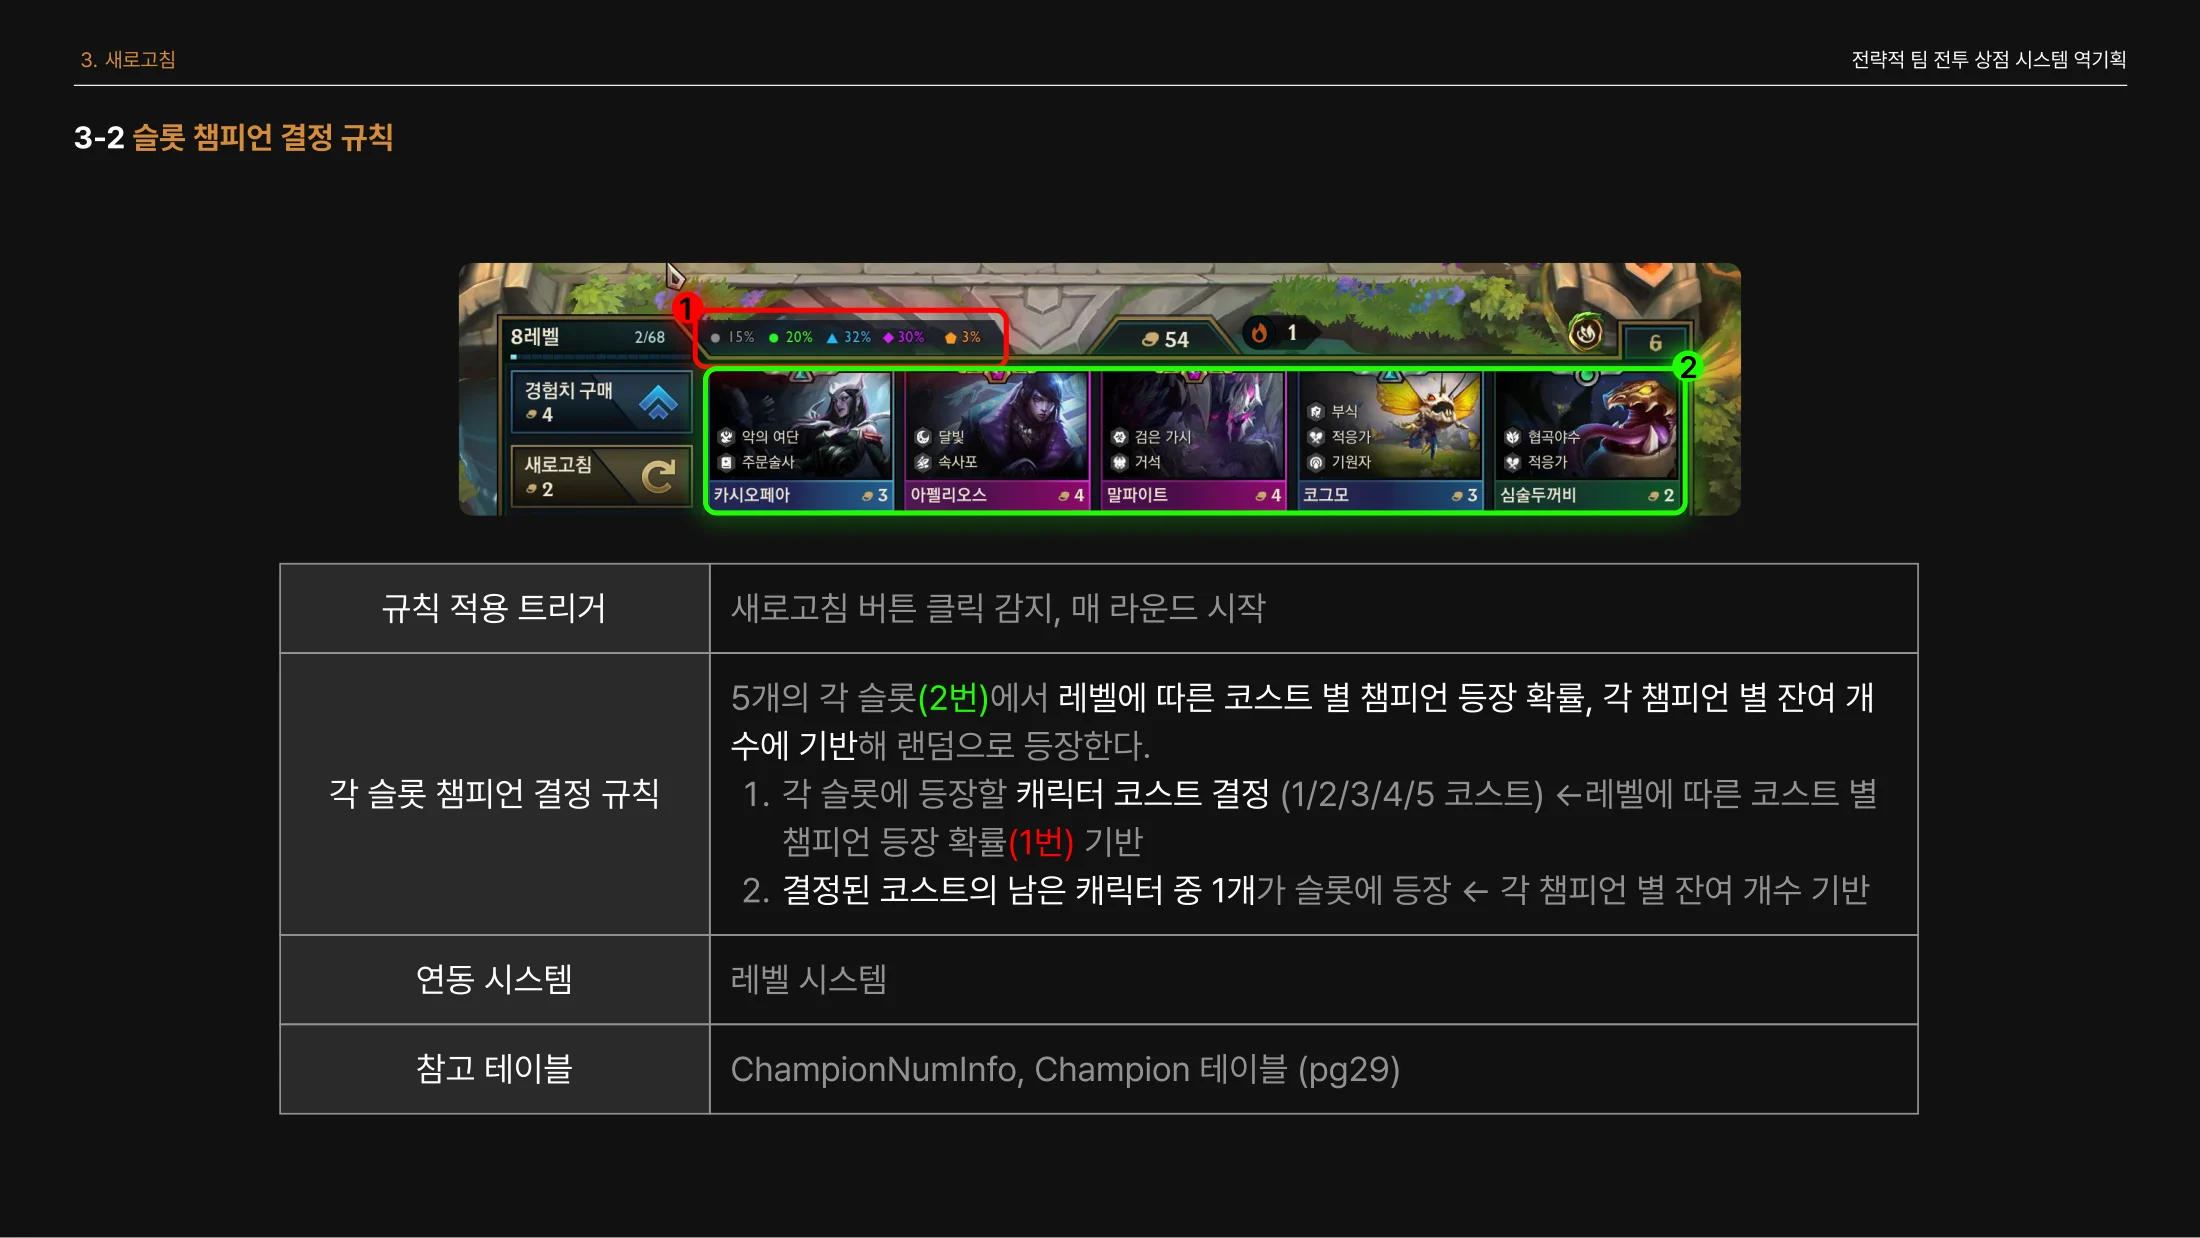 3. 새로고침
전략적 팀 전투 상점 시스템 역기획
3-2 슬롯 챔피언 결정 규칙
1
8레벨 2/68
15% 20% 32% 30% 3%
54
1
6
2
경험치 구매
4
새로고침
2
악의 여단
주문술사
카시오페아 3
달빛
속사포
아펠리오스 4
검은 가시
거석
말파이트 4
부식
적응가
기원자
코그모 3
협곡야수
적응가
심술두꺼비 2
규칙 적용 트리거
새로고침 버튼 클릭 감지, 매 라운드 시작
각 슬롯 챔피언 결정 규칙
5개의 각 슬롯(2번)에서 레벨에 따른 코스트 별 챔피언 등장 확률, 각 챔피언 별 잔여 개
수에 기반해 랜덤으로 등장한다.
1. 각 슬롯에 등장할 캐릭터 코스트 결정 (1/2/3/4/5 코스트) ←레벨에 따른 코스트 별
챔피언 등장 확률(1번) 기반
2. 결정된 코스트의 남은 캐릭터 중 1개가 슬롯에 등장 ← 각 챔피언 별 잔여 개수 기반
연동 시스템
레벨 시스템
참고 테이블
ChampionNumInfo, Champion 테이블 (pg29)